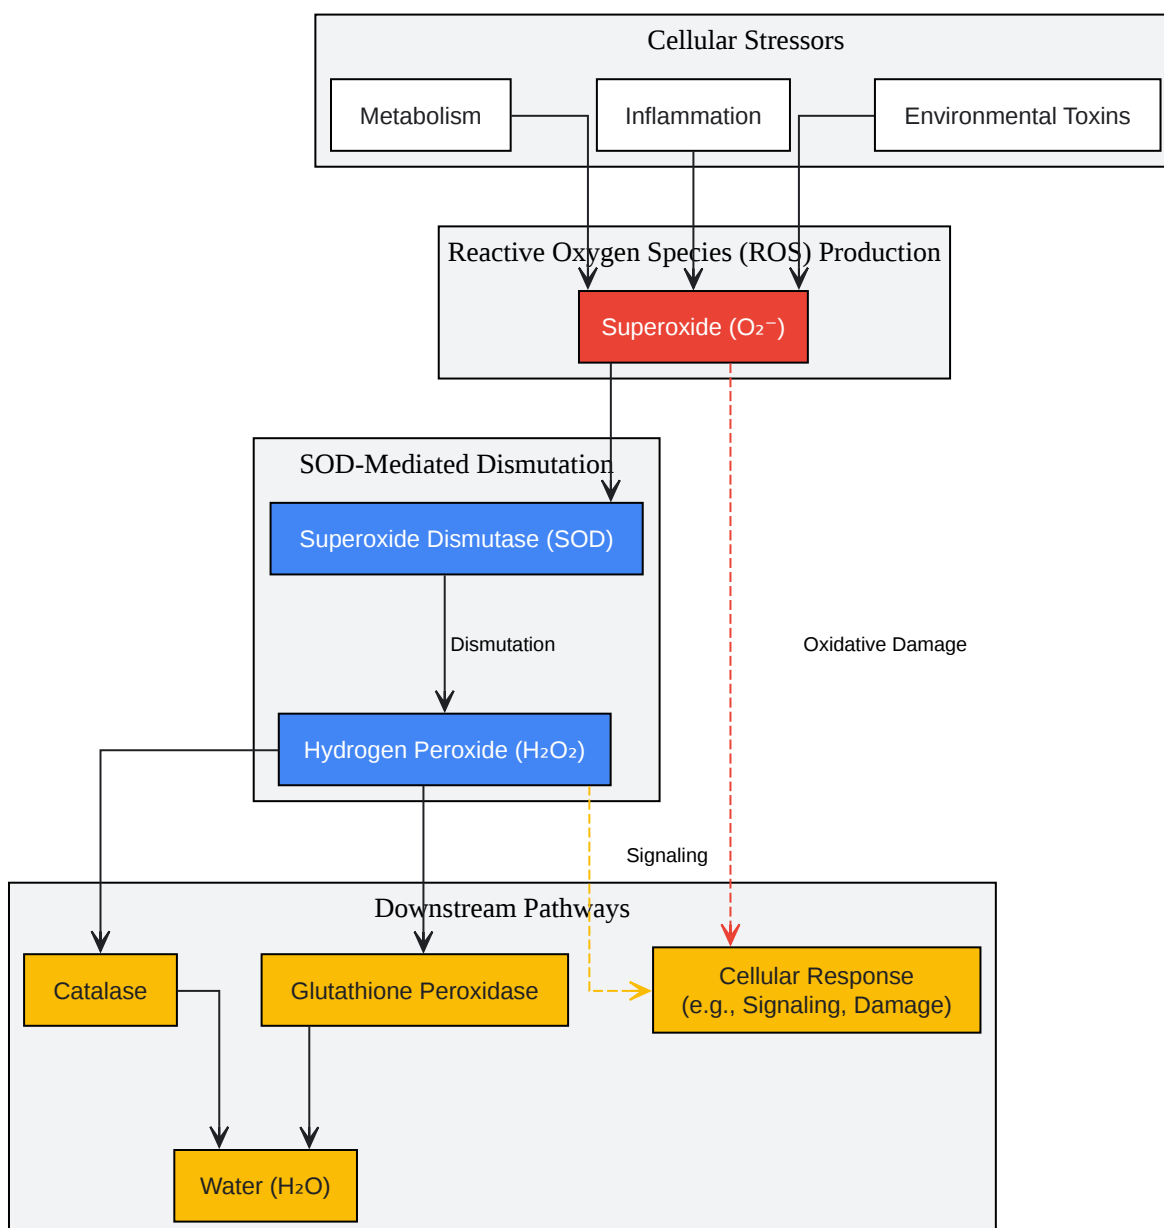 Cellular Stressors
Metabolism
Inflammation
Environmental Toxins
Reactive Oxygen Species (ROS) Production
Superoxide (O₂⁻)
SOD-Mediated Dismutation
Superoxide Dismutase (SOD)
Dismutation
Oxidative Damage
Hydrogen Peroxide (H₂O₂)
Signaling
Downstream Pathways
Catalase
Glutathione Peroxidase
Cellular Response
(e.g., Signaling, Damage)
Water (H₂O)